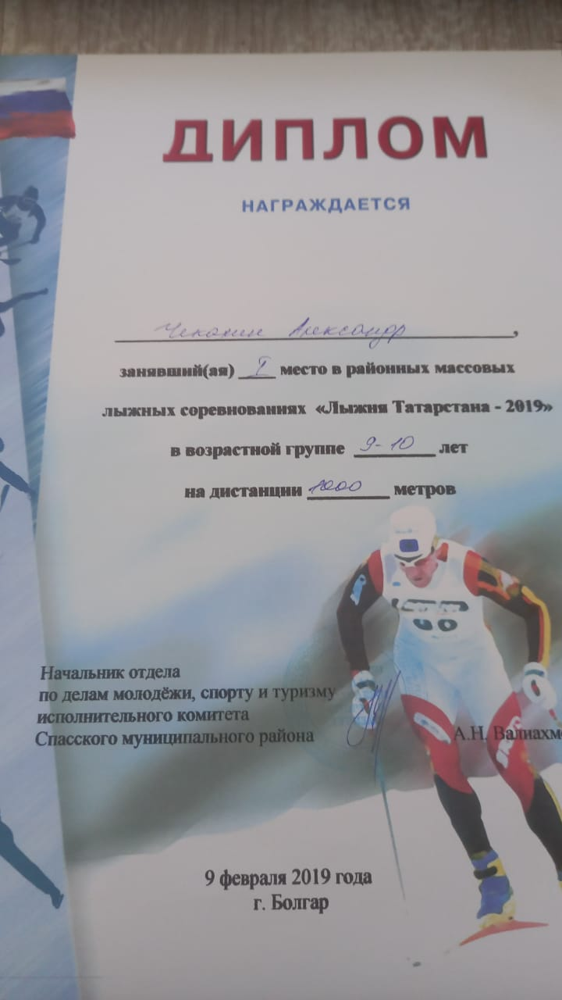 ДИПЛОМ
НАГРАЖДАЕТСЯ
Чеканин Александр,
занявший(ая) I место в районных массовых
лыжных соревнованиях «Лыжня Татарстана - 2019»
в возрастной группе 9-10 лет
на дистанции 1000 метров
Начальник отдела
по делам молодёжи, спорту и туризму
исполнительного комитета
Спасского муниципального района
А.Н. Валиахм
9 февраля 2019 года
г. Болгар